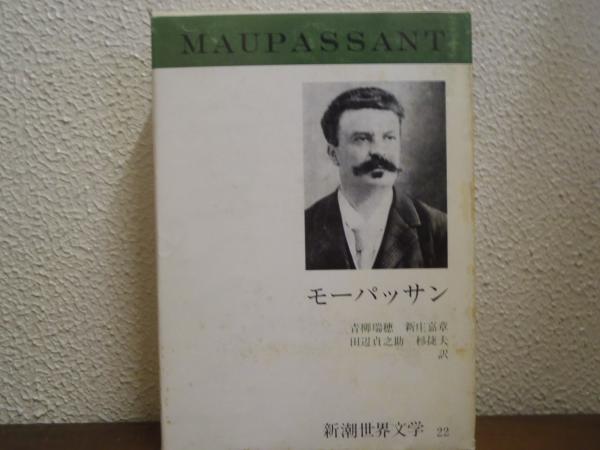 MAUPASSANT
モーパッサン
青柳瑞穂 新庄嘉章
田辺貞之助 杉捷夫
訳
新潮世界文学 22